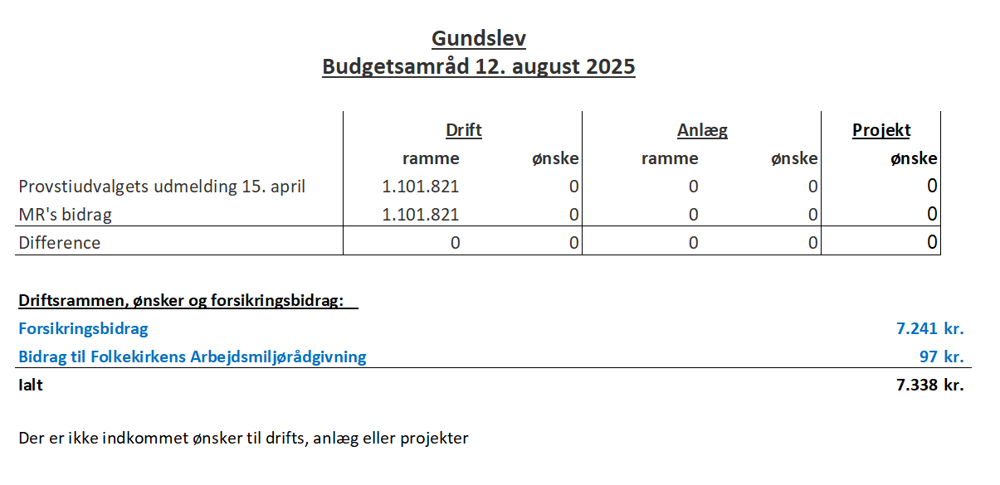 Gundslev
Budgetsamråd 12. august 2025
Drift Anlæg Projekt
ramme ønske ramme ønske ønske
Provstiudvalgets udmelding 15. april 1.101.821 0 0 0 0
MR's bidrag 1.101.821 0 0 0 0
Difference 0 0 0 0 0
Driftsrammen, ønsker og forsikringsbidrag:
Forsikringsbidrag 7.241 kr.
Bidrag til Folkekirkens Arbejdsmiljørådgivning 97 kr.
Ialt 7.338 kr.
Der er ikke indkommet ønsker til drifts, anlæg eller projekter